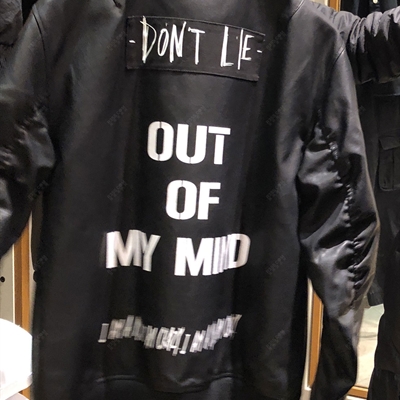 -DON'T LIE-
OUT
OF
MY MIND